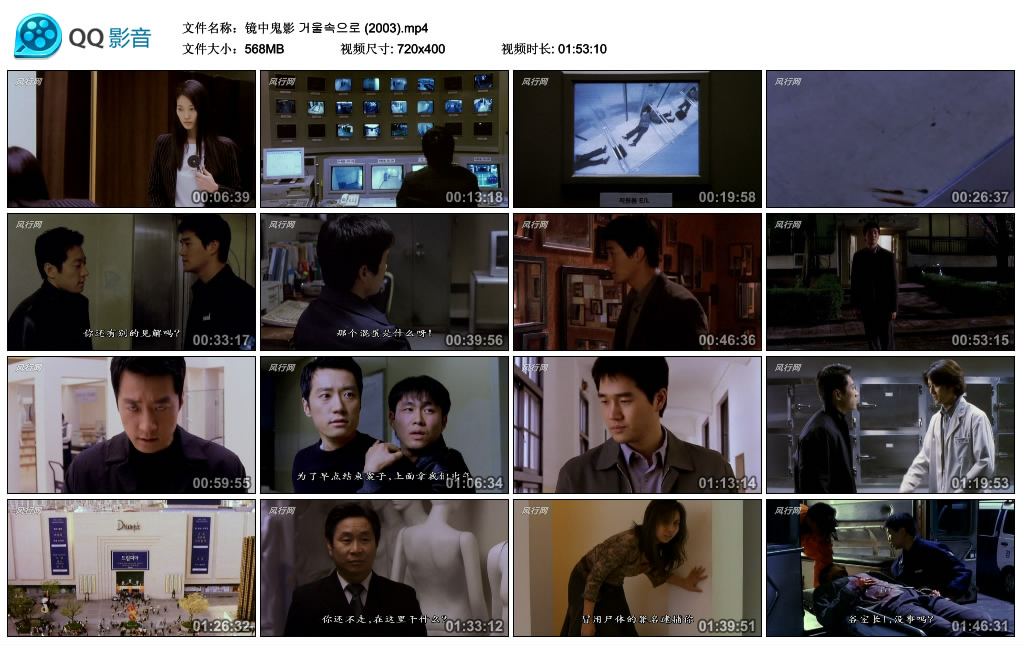 QQ影音
文件名称: 镜中鬼影 거울속으로 (2003).mp4
文件大小: 568MB 视频尺寸: 720x400 视频时长: 01:53:10
风行网 风行网 风行网 风行网
00:06:39 00:13:18 00:19:58 00:26:37
风行网 风行网 风行网 风行网
你还有别的见解吗? 那个混蛋是什么呀!
00:33:17 00:39:56 00:46:36 00:53:15
风行网 风行网 风行网 风行网
为了早点结束案子,上面拿我们出气
00:59:55 01:06:34 01:13:14 01:19:53
风行网 风行网 风行网 风行网
你还不走,在这里干什么? 冒用尸体的署名逮捕你
01:26:32 01:33:12 01:39:51 01:46:31